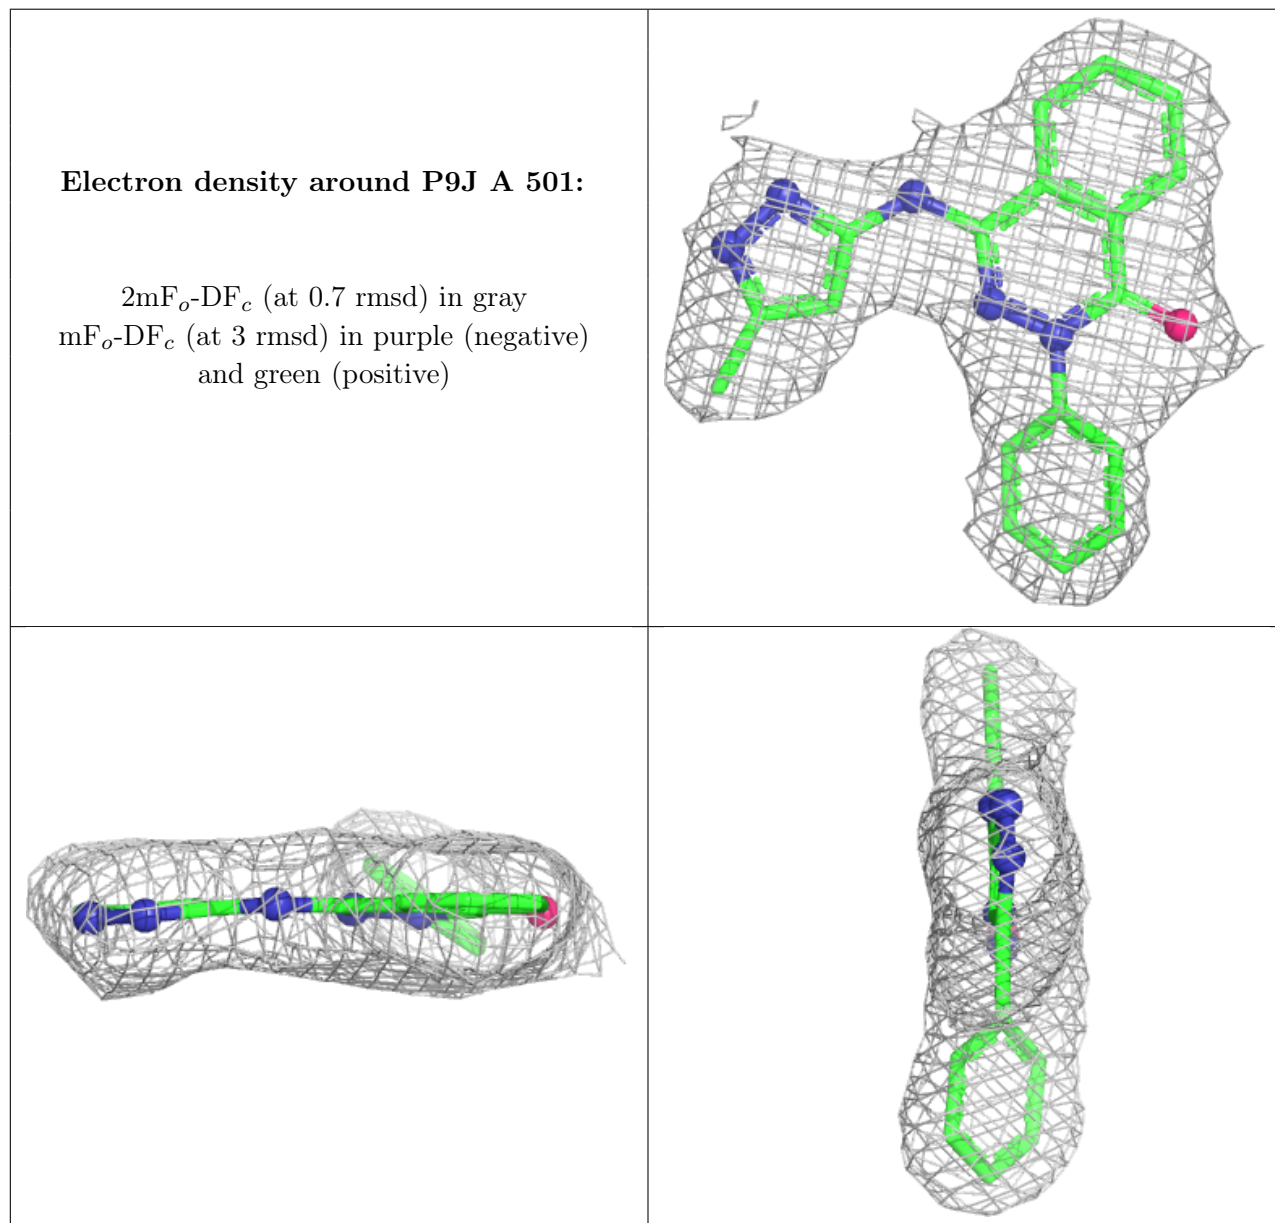 Electron density around P9J A 501:
2mFₒ-DF𝒸 (at 0.7 rmsd) in gray
mFₒ-DF𝒸 (at 3 rmsd) in purple (negative)
and green (positive)